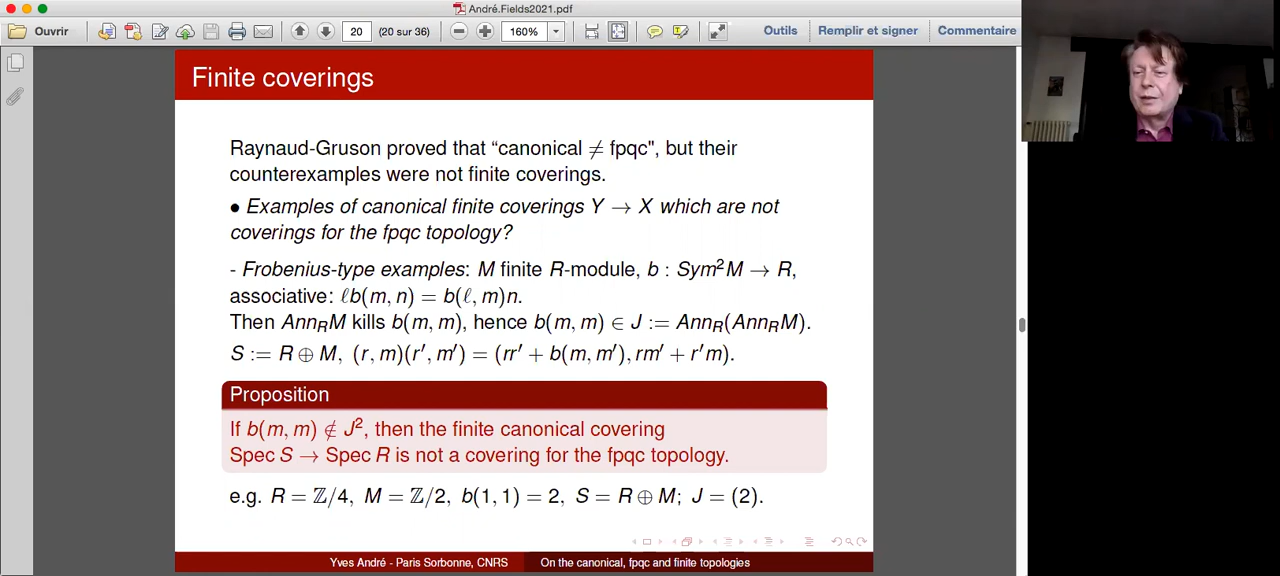 André.Fields2021.pdf
Ouvrir
20
(20 sur 36)
160%
Outils
Remplir et signer
Commentaire
Finite coverings
Raynaud-Gruson proved that “canonical ≠ fpqc", but their
counterexamples were not finite coverings.
● Examples of canonical finite coverings Y → X which are not
coverings for the fpqc topology?
- Frobenius-type examples: M finite R-module, b : Sym²M → R,
associative: ℓb(m, n) = b(ℓ, m)n.
Then Ann_R M kills b(m, m), hence b(m, m) ∈ J := Ann_R(Ann_R M).
S := R ⊕ M, (r, m)(r′, m′) = (rr′ + b(m, m′), rm′ + r′m).
Proposition
If b(m, m) ∉ J², then the finite canonical covering
Spec S → Spec R is not a covering for the fpqc topology.
e.g. R = ℤ/4, M = ℤ/2, b(1, 1) = 2, S = R ⊕ M; J = (2).
Yves André - Paris Sorbonne, CNRS
On the canonical, fpqc and finite topologies